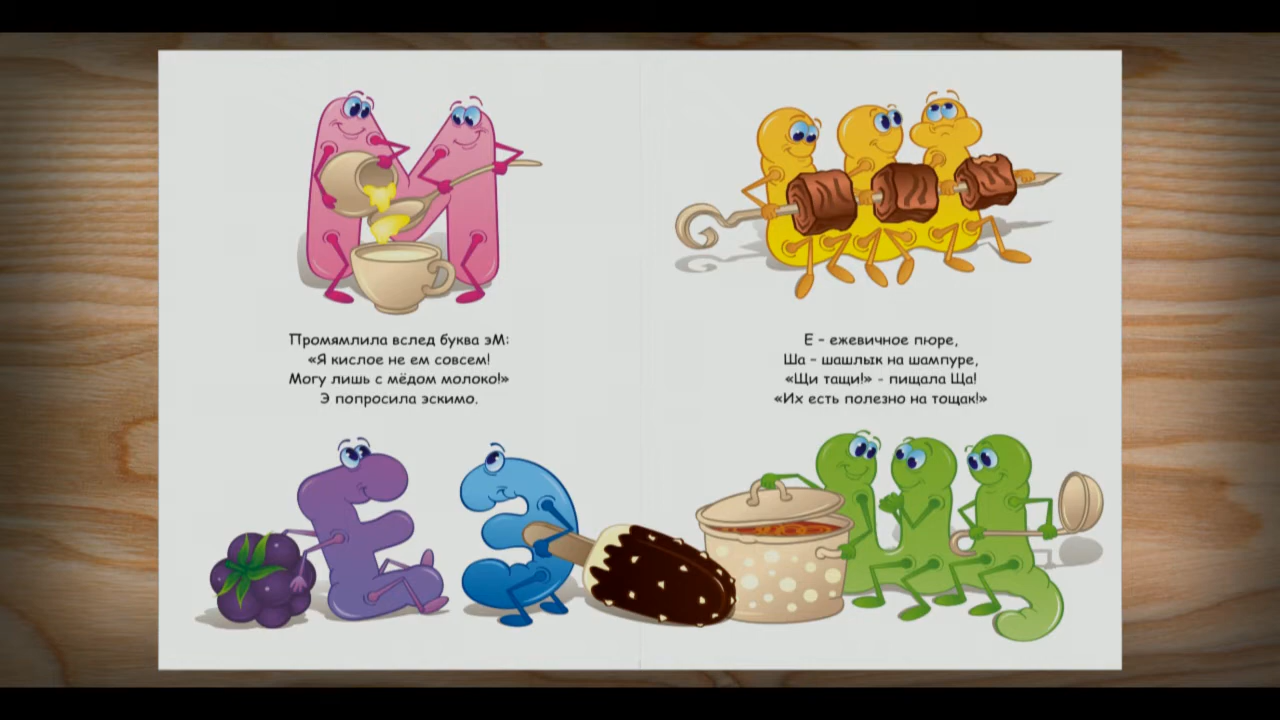 Промямлила вслед буква эМ:
«Я кислое не ем совсем!
Могу лишь с мёдом молоко!»
Э попросила эскимо.
Е – ежевичное пюре,
Ша – шашлык на шампуре,
«Щи тащи!» - пищала Ща!
«Их есть полезно на тощак!»